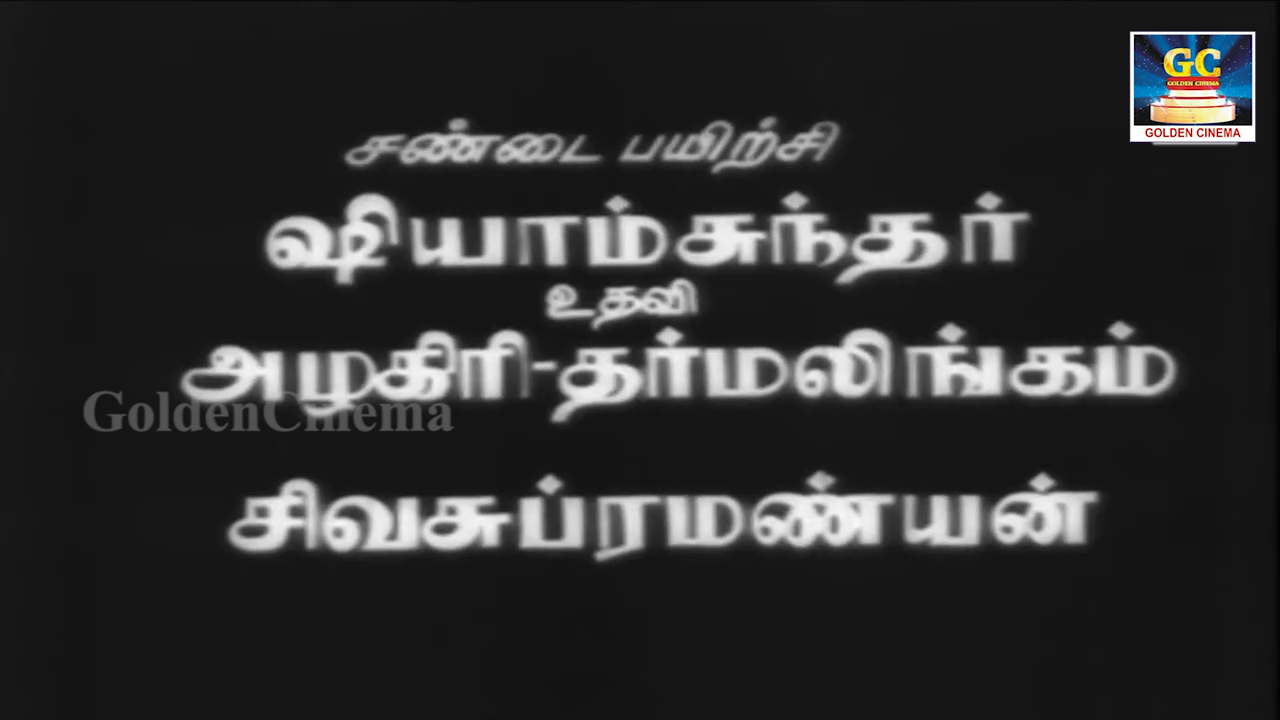 GC
GOLDEN CINEMA
GOLDEN CINEMA
சண்டை பயிற்சி
ஷியாம்சுந்தர்
உதவி
அழகிரி-தர்மலிங்கம்
GoldenCinema
சிவசுப்ரமண்யன்